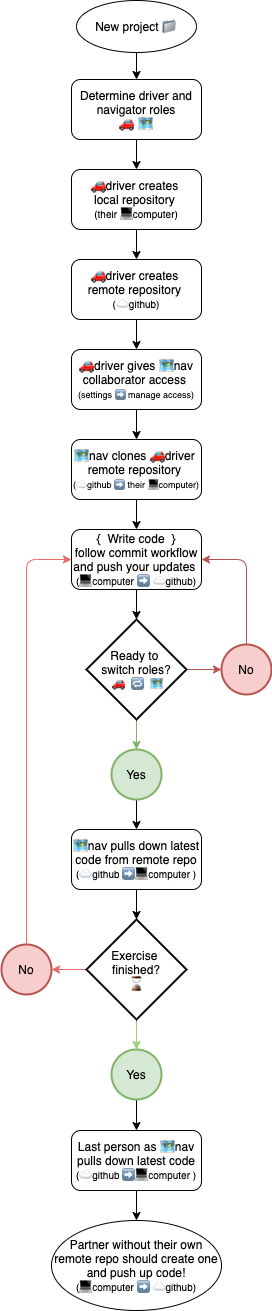 New project 📁
Determine driver and
navigator roles
🚗 🗺️
🚗driver creates
local repository
(their 💻computer)
🚗driver creates
remote repository
(☁️github)
🚗driver gives 🗺️nav
collaborator access
(settings ➡️ manage access)
🗺️nav clones 🚗driver
remote repository
(☁️github ➡️ their 💻computer)
{ Write code }
follow commit workflow
and push your updates
(💻computer ➡️ ☁️github)
Ready to
switch roles?
🚗 🔁 🗺️
No
Yes
🗺️nav pulls down latest
code from remote repo
(☁️github ➡️💻computer )
Exercise
finished?
⌛
No
Yes
Last person as 🗺️nav
pulls down latest code
(☁️github ➡️💻computer )
Partner without their own
remote repo should create one
and push up code!
(💻computer ➡️ ☁️github)